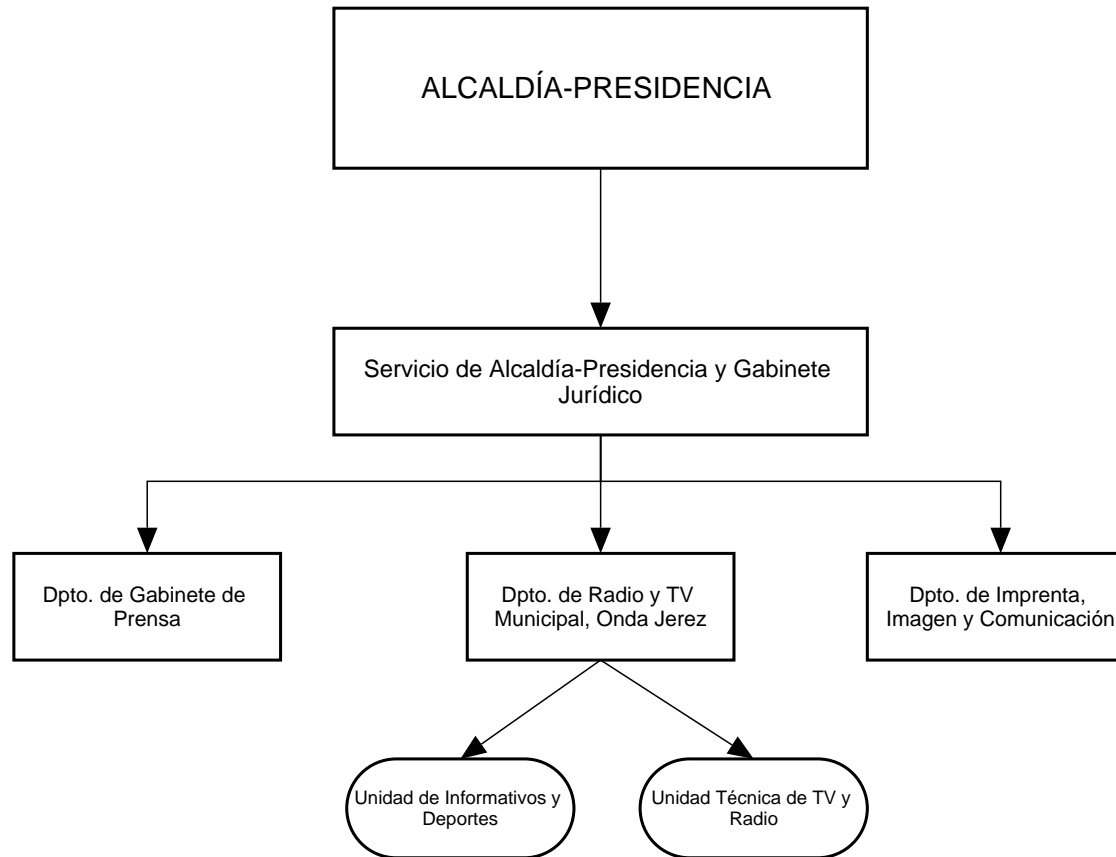 ALCALDÍA-PRESIDENCIA
Servicio de Alcaldía-Presidencia y Gabinete
Jurídico
Dpto. de Gabinete de
Prensa
Dpto. de Radio y TV
Municipal, Onda Jerez
Dpto. de Imprenta,
Imagen y Comunicación
Unidad de Informativos y
Deportes
Unidad Técnica de TV y
Radio